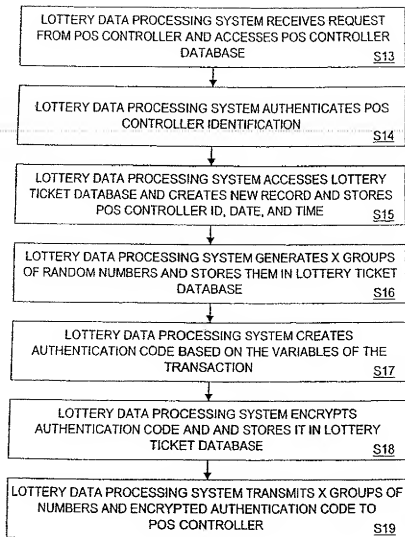 LOTTERY DATA PROCESSING SYSTEM RECEIVES REQUEST
FROM POS CONTROLLER AND ACCESSES POS CONTROLLER
DATABASE
S13
LOTTERY DATA PROCESSING SYSTEM AUTHENTICATES POS
CONTROLLER IDENTIFICATION
S14
LOTTERY DATA PROCESSING SYSTEM ACCESSES LOTTERY
TICKET DATABASE AND CREATES NEW RECORD AND STORES
POS CONTROLLER ID, DATE, AND TIME
S15
LOTTERY DATA PROCESSING SYSTEM GENERATES X GROUPS
OF RANDOM NUMBERS AND STORES THEM IN LOTTERY TICKET
DATABASE
S16
LOTTERY DATA PROCESSING SYSTEM CREATES
AUTHENTICATION CODE BASED ON THE VARIABLES OF THE
TRANSACTION
S17
LOTTERY DATA PROCESSING SYSTEM ENCRYPTS
AUTHENTICATION CODE AND AND STORES IT IN LOTTERY
TICKET DATABASE
S18
LOTTERY DATA PROCESSING SYSTEM TRANSMITS X GROUPS OF
NUMBERS AND ENCRYPTED AUTHENTICATION CODE TO
POS CONTROLLER
S19